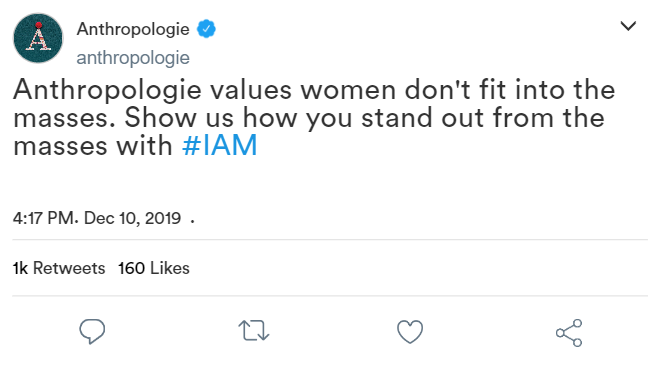 Anthropologie
anthropologie
Anthropologie values women don't fit into the
masses. Show us how you stand out from the
masses with #IAM
4:17 PM. Dec 10, 2019 .
1k Retweets 160 Likes